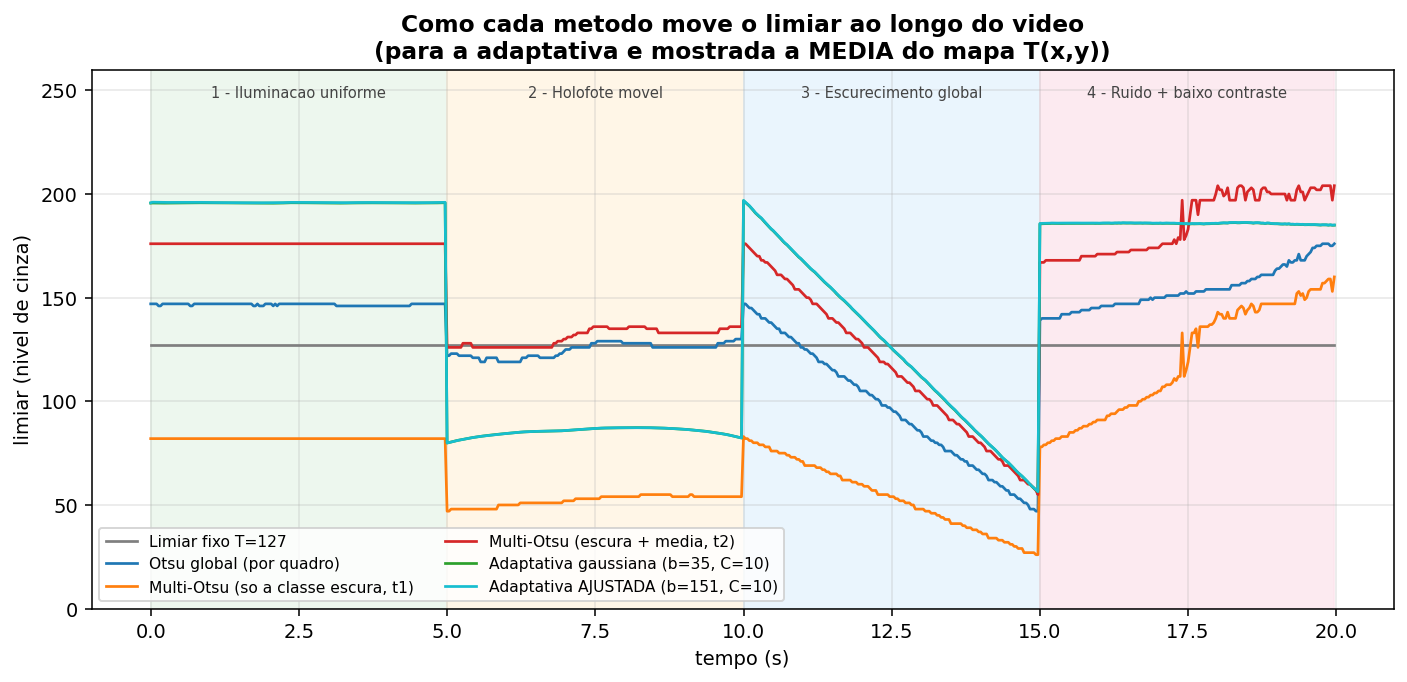 Como cada metodo move o limiar ao longo do video
(para a adaptativa e mostrada a MEDIA do mapa T(x,y))
1 - Iluminacao uniforme
2 - Holofote movel
3 - Escurecimento global
4 - Ruido + baixo contraste
250
200
150
100
50
0
limiar (nivel de cinza)
Limiar fixo T=127
Otsu global (por quadro)
Multi-Otsu (so a classe escura, t1)
Multi-Otsu (escura + media, t2)
Adaptativa gaussiana (b=35, C=10)
Adaptativa AJUSTADA (b=151, C=10)
0.0
2.5
5.0
7.5
10.0
12.5
15.0
17.5
20.0
tempo (s)